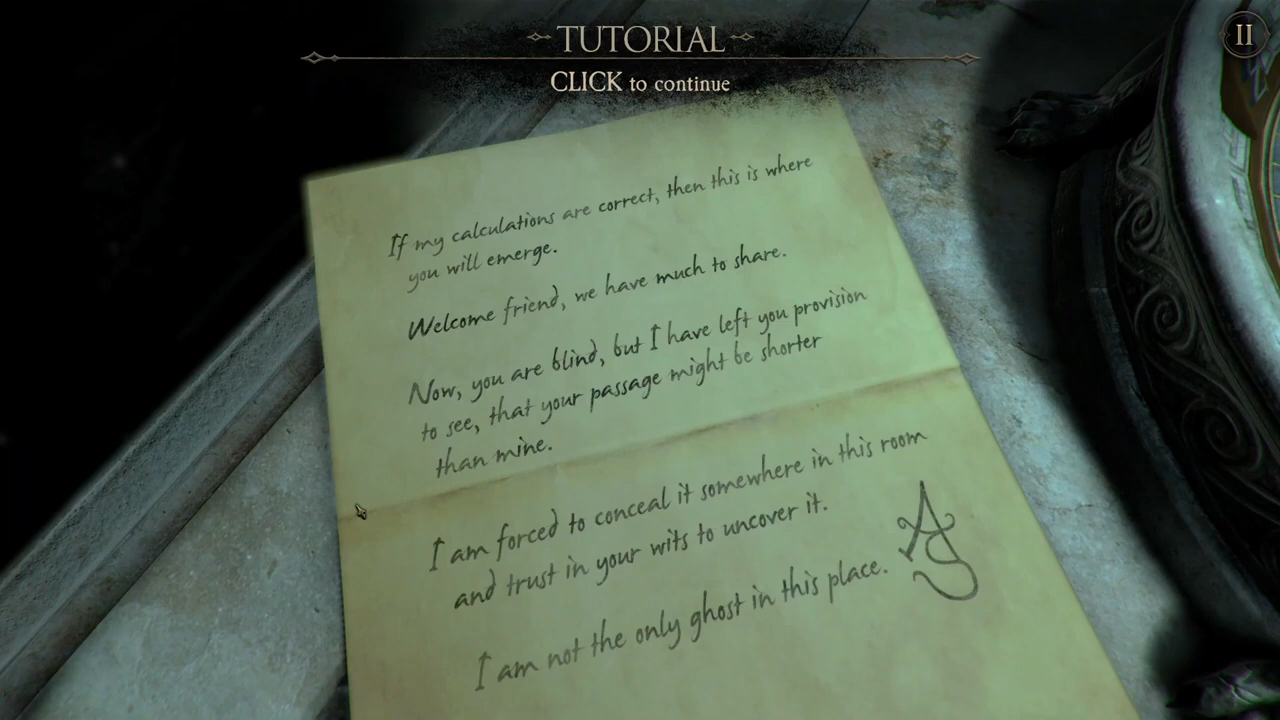 TUTORIAL
CLICK to continue
II
If my calculations are correct, then this is where
you will emerge.
Welcome friend, we have much to share.
Now, you are blind, but I have left you provision
to see, that your passage might be shorter
than mine.
I am forced to conceal it somewhere in this room
and trust in your wits to uncover it.
I am not the only ghost in this place.
AS